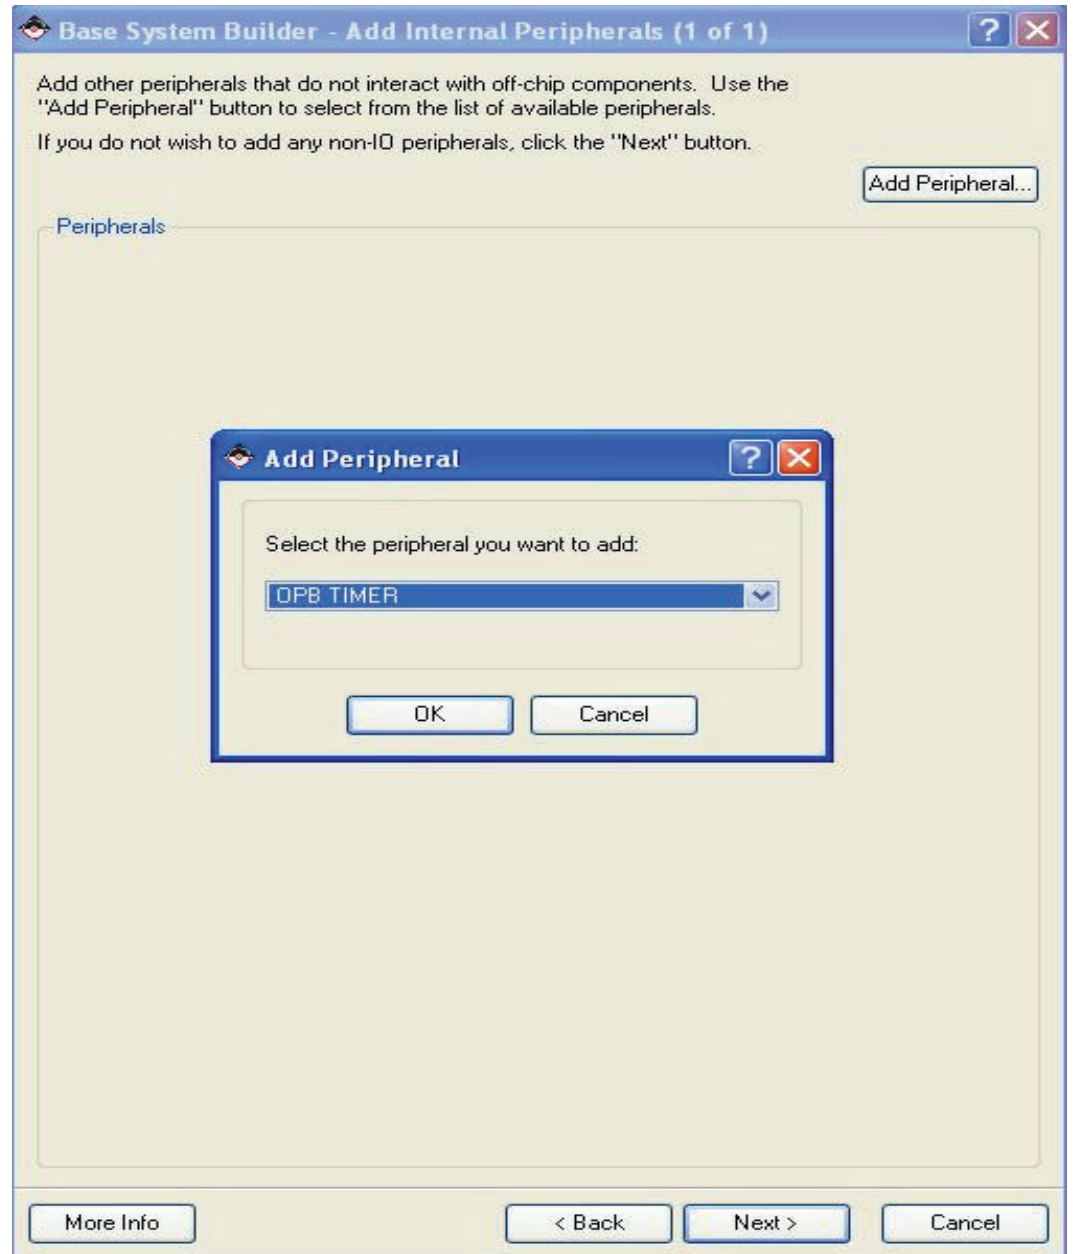 Base System Builder - Add Internal Peripherals (1 of 1)
Add other peripherals that do not interact with off-chip components.  Use the
"Add Peripheral" button to select from the list of available peripherals.
If you do not wish to add any non-IO peripherals, click the "Next" button.
Add Peripheral...
Peripherals
Add Peripheral
Select the peripheral you want to add:
OPB TIMER
OK
Cancel
More Info
< Back
Next >
Cancel